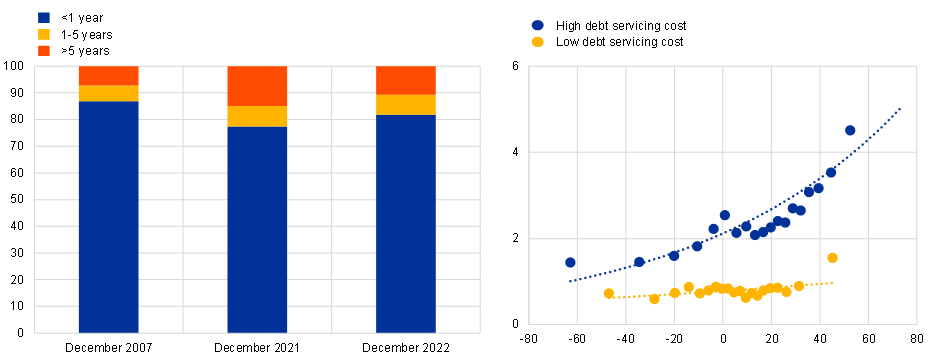 <1 year
1-5 years
>5 years
100
90
80
70
60
50
40
30
20
10
0
December 2007 December 2021 December 2022
High debt servicing cost
Low debt servicing cost
6
4
2
0
-80 -60 -40 -20 0 20 40 60 80